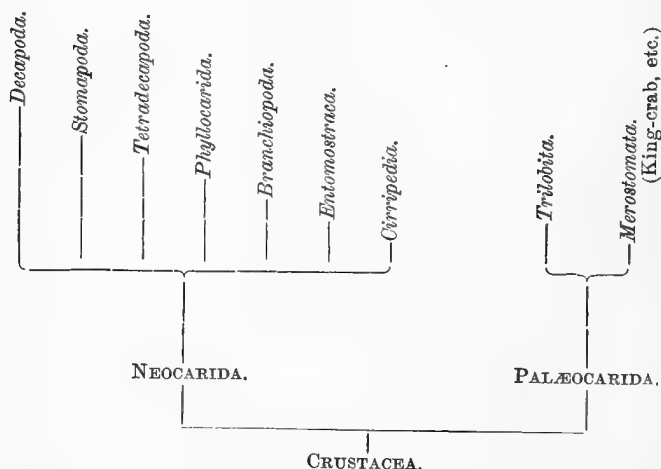 Decapoda.
Stomapoda.
Tetradecapoda.
Phyllocarida.
Branchiopoda.
Entomostraca.
Cirripedia.
Trilobita.
Merostomata.
(King-crab, etc.)
NEOCARIDA.
PALÆOCARIDA.
CRUSTACEA.